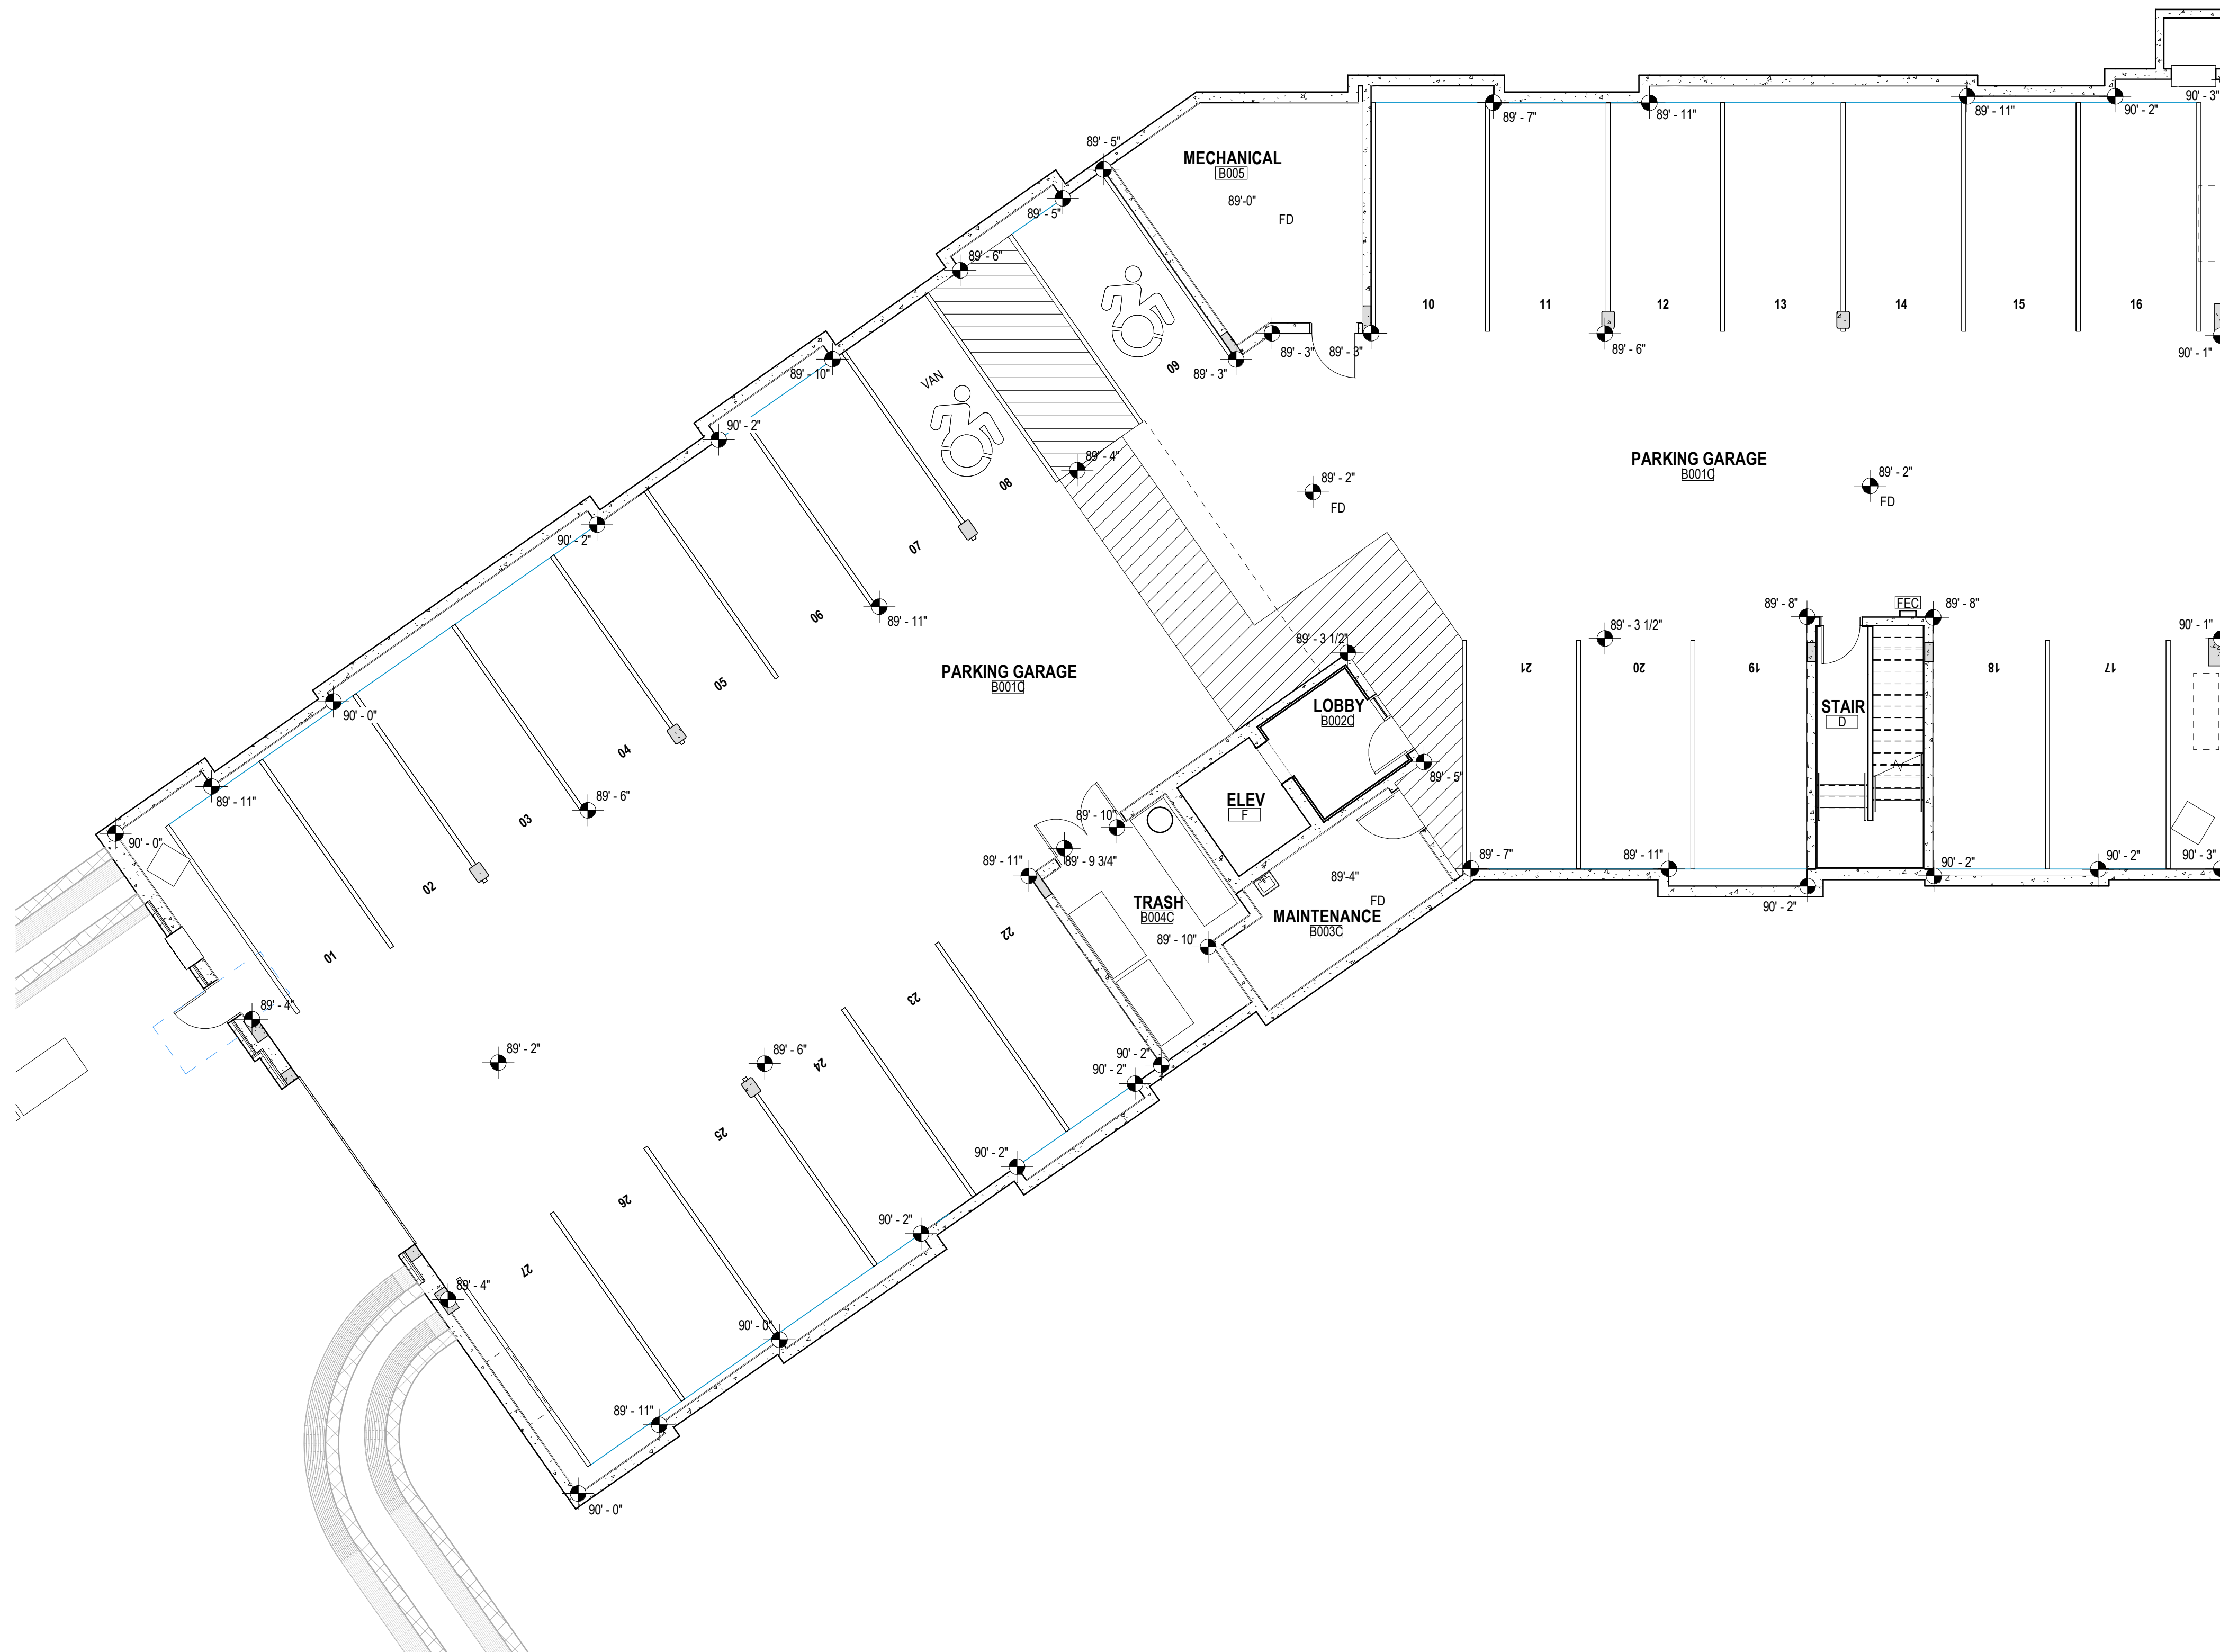 90' - 3"
89' - 7"
89' - 11"
89' - 11"
90' - 2"
89' - 5"
MECHANICAL
B005
89'-0"
FD
89' - 5"
89' - 6"
10
11
12
13
14
15
16
89' - 3"
89' - 3"
89' - 6"
90' - 1"
89' - 3"
09
89' - 10"
VAN
90' - 2"
89' - 4"
08
PARKING GARAGE
B001C
89' - 2"
FD
89' - 2"
FD
90' - 2"
07
06
89' - 11"
05
89' - 8"
FEC
89' - 8"
89' - 3 1/2"
90' - 1"
89' - 3 1/2"
21
20
19
18
17
PARKING GARAGE
B001C
LOBBY
B002C
STAIR
D
90' - 0"
04
89' - 5"
ELEV
F
89' - 11"
89' - 6"
03
89' - 10"
90' - 0"
89' - 9 3/4"
89' - 11"
89' - 7"
89' - 11"
90' - 2"
90' - 2"
90' - 3"
02
89'-4"
FD
TRASH
B004C
MAINTENANCE
B003C
90' - 2"
22
89' - 10"
01
23
89' - 4"
89' - 2"
89' - 6"
24
90' - 2"
90' - 2"
25
90' - 2"
26
90' - 2"
27
89' - 4"
90' - 0"
89' - 11"
90' - 0"